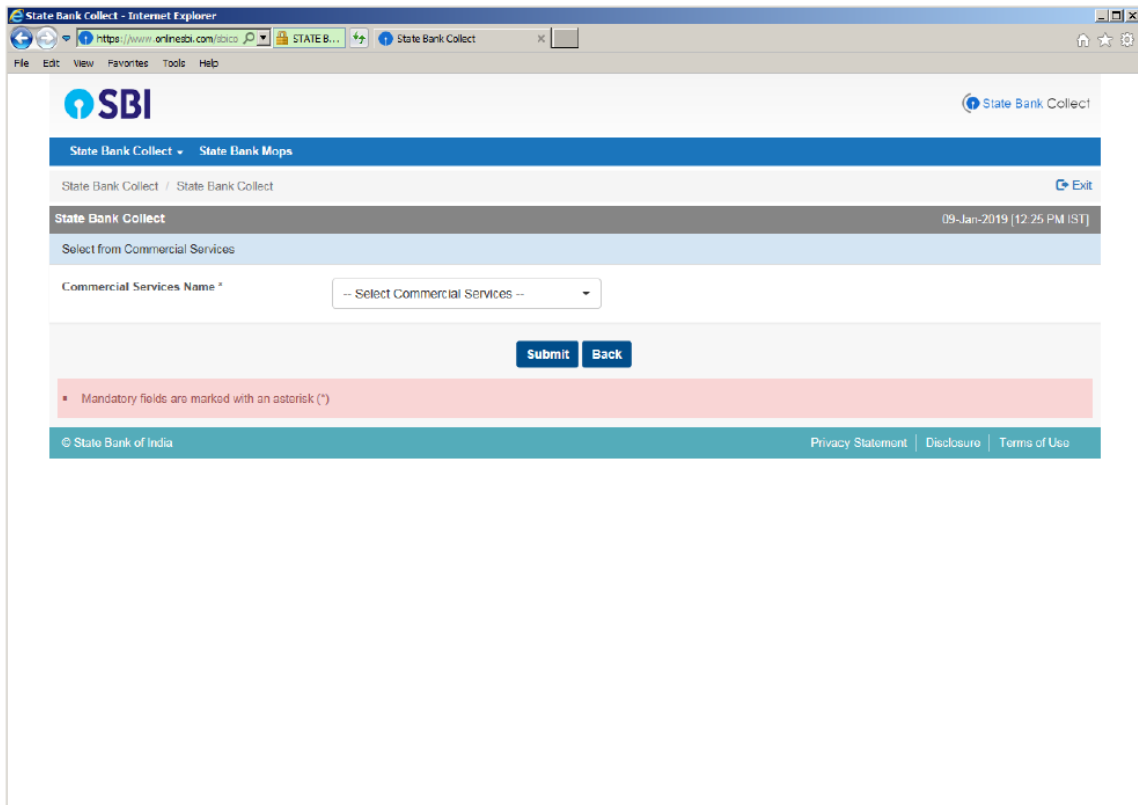 State Bank Collect - Internet Explorer
https://www.onlinesbi.com/sbico STATE B... State Bank Collect
File Edit View Favorites Tools Help
SBI State Bank Collect
State Bank Collect State Bank Mops
State Bank Collect / State Bank Collect Exit
State Bank Collect 09-Jan-2019 [12:25 PM IST]
Select from Commercial Services
Commercial Services Name * -- Select Commercial Services --
Submit Back
Mandatory fields are marked with an asterisk (*)
© State Bank of India Privacy Statement | Disclosure | Terms of Use